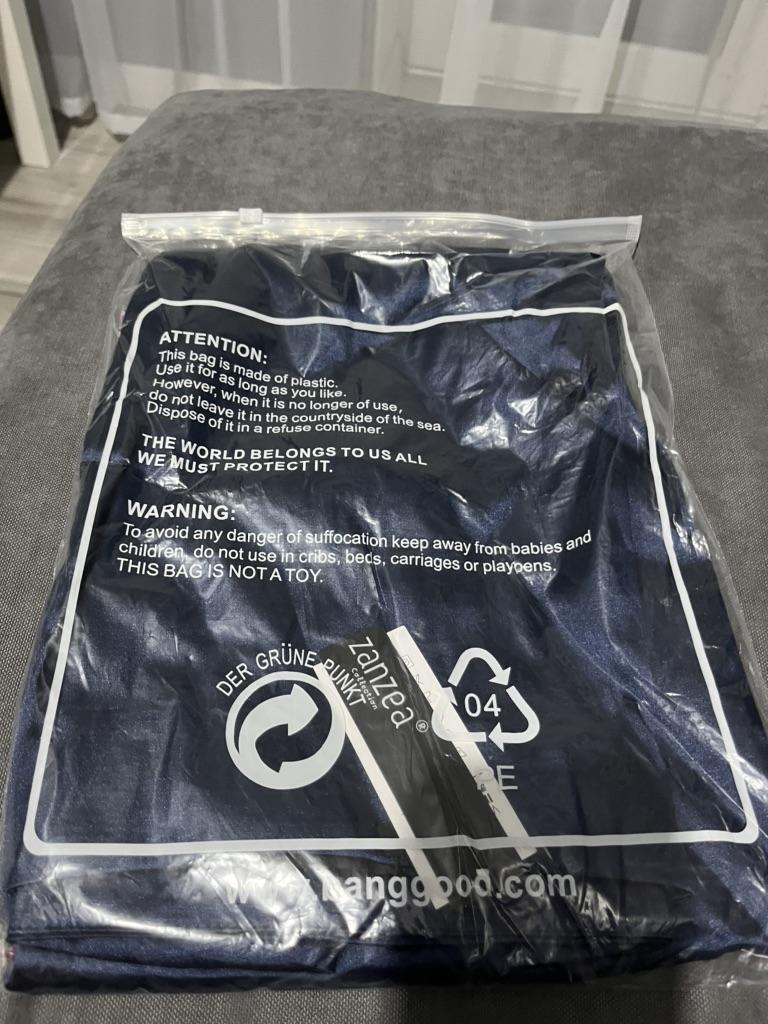 ATTENTION:
This bag is made of plastic.
Use it for as long as you like.
However, when it is no longer of use,
do not leave it in the countryside of the sea.
Dispose of it in a refuse container.
THE WORLD BELONGS TO US ALL
WE MUST PROTECT IT.
WARNING:
To avoid any danger of suffocation keep away from babies and
children, do not use in cribs, beds, carriages or playpens.
THIS BAG IS NOT A TOY.
DER GRÜNE PUNKT
zanzea®
collection
04
www.banggood.com